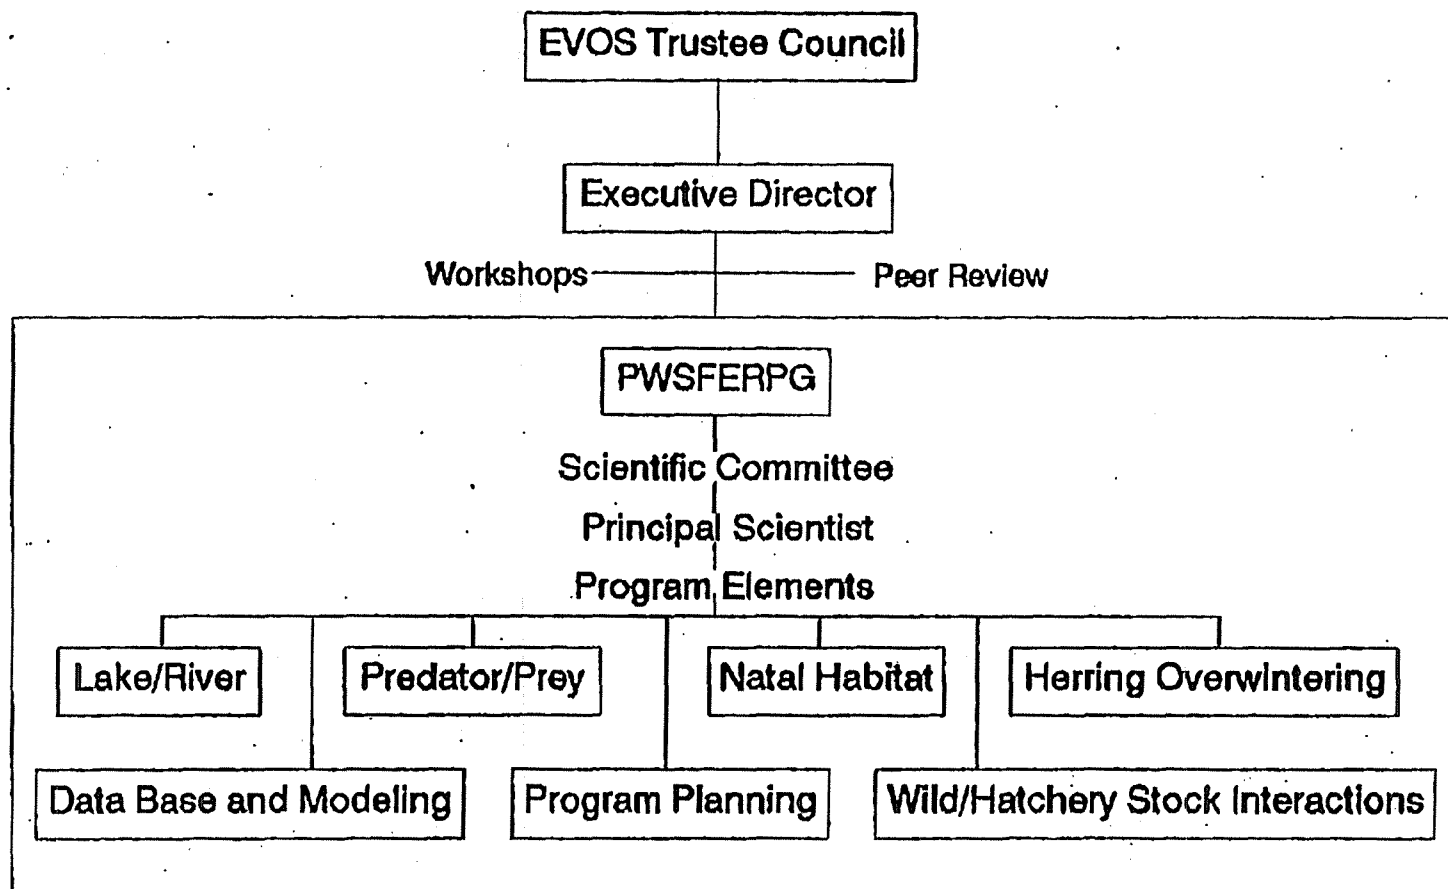 EVOS Trustee Council
Executive Director
Workshops
Peer Review
PWSFERPG
Scientific Committee
Principal Scientist
Program Elements
Lake/River
Predator/Prey
Natal Habitat
Herring Overwintering
Data Base and Modeling
Program Planning
Wild/Hatchery Stock Interactions